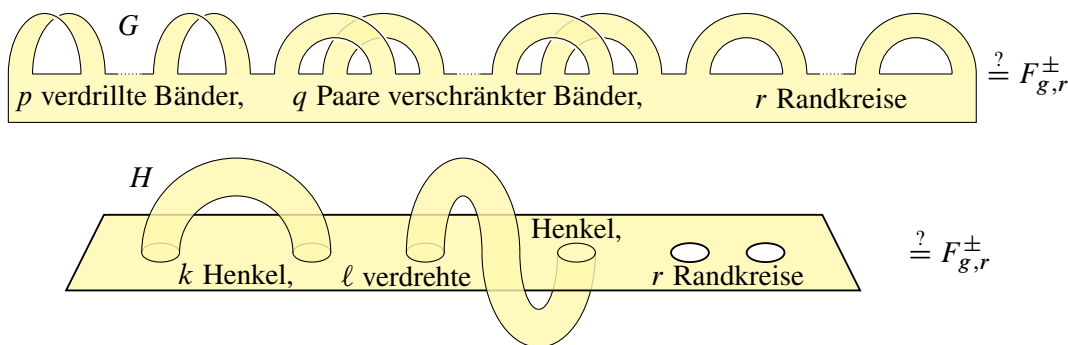 G
p verdrillte Bänder, q Paare verschränkter Bänder, r Randkreise ?= F^±_{g,r}
H
Henkel,
k Henkel, ℓ verdrehte r Randkreise ?= F^±_{g,r}